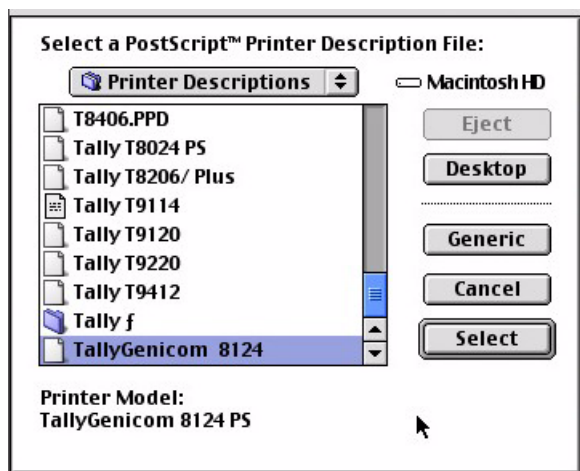 Select a PostScript™ Printer Description File:
Printer Descriptions
Macintosh HD
T8406.PPD
Tally T8024 PS
Tally T8206/ Plus
Tally T9114
Tally T9120
Tally T9220
Tally T9412
Tally ƒ
TallyGenicom 8124
Eject
Desktop
Generic
Cancel
Select
Printer Model:
TallyGenicom 8124 PS